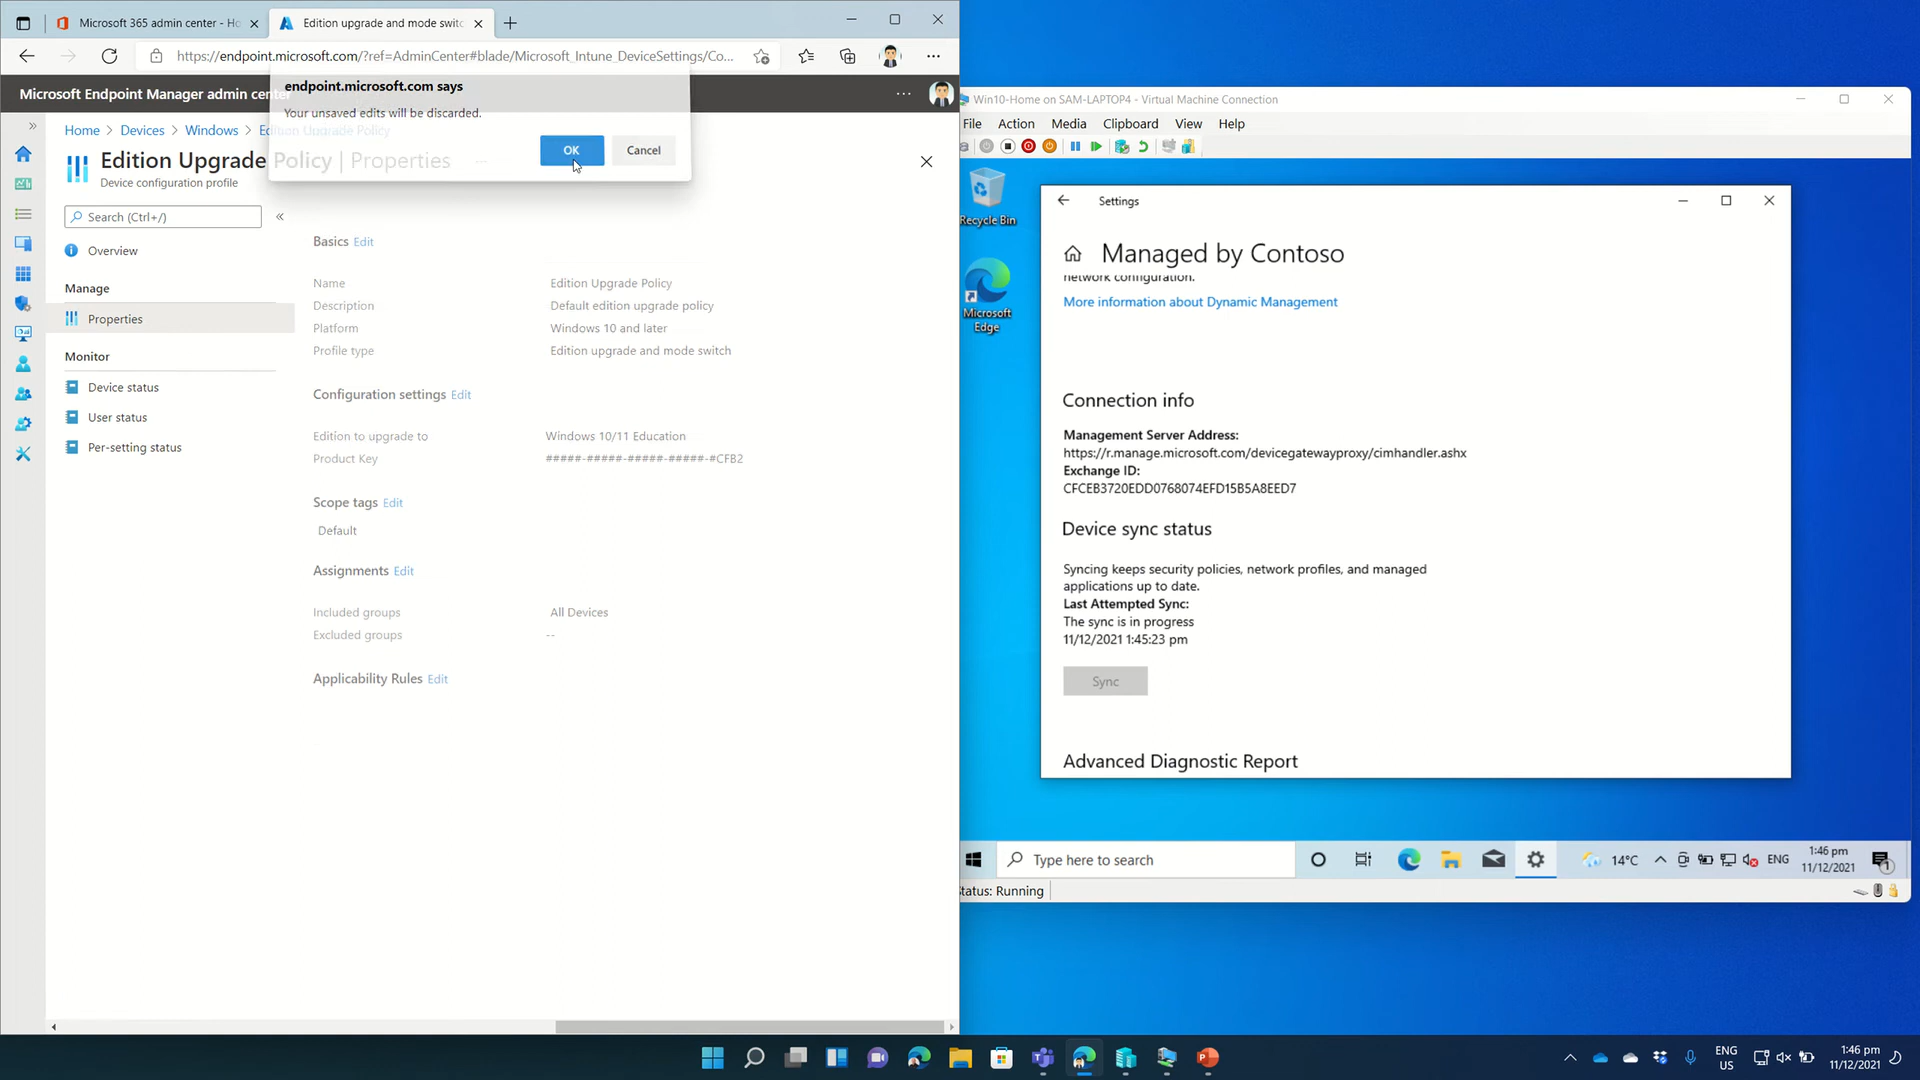 Microsoft 365 admin center - Ho
Edition upgrade and mode switc
https://endpoint.microsoft.com/?ref=AdminCenter#blade/Microsoft_Intune_DeviceSettings/Co...
endpoint.microsoft.com says
Your unsaved edits will be discarded.
OK
Cancel
Microsoft Endpoint Manager admin center
Home > Devices > Windows > Edition Upgrade Policy
Edition Upgrade Policy | Properties
Device configuration profile
Search (Ctrl+/)
Overview
Manage
Properties
Monitor
Device status
User status
Per-setting status
Basics Edit
Name Edition Upgrade Policy
Description Default edition upgrade policy
Platform Windows 10 and later
Profile type Edition upgrade and mode switch
Configuration settings Edit
Edition to upgrade to Windows 10/11 Education
Product Key #####-#####-#####-#####-#CFB2
Scope tags Edit
Default
Assignments Edit
Included groups All Devices
Excluded groups --
Applicability Rules Edit
Win10-Home on SAM-LAPTOP4 - Virtual Machine Connection
File Action Media Clipboard View Help
Recycle Bin
Microsoft
Edge
Settings
Managed by Contoso
network configuration.
More information about Dynamic Management
Connection info
Management Server Address:
https://r.manage.microsoft.com/devicegatewayproxy/cimhandler.ashx
Exchange ID:
CFCEB3720EDD0768074EFD15B5A8EED7
Device sync status
Syncing keeps security policies, network profiles, and managed
applications up to date.
Last Attempted Sync:
The sync is in progress
11/12/2021 1:45:23 pm
Sync
Advanced Diagnostic Report
Type here to search
14°C
ENG
1:46 pm
11/12/2021
1
Status: Running
ENG
US
1:46 pm
11/12/2021